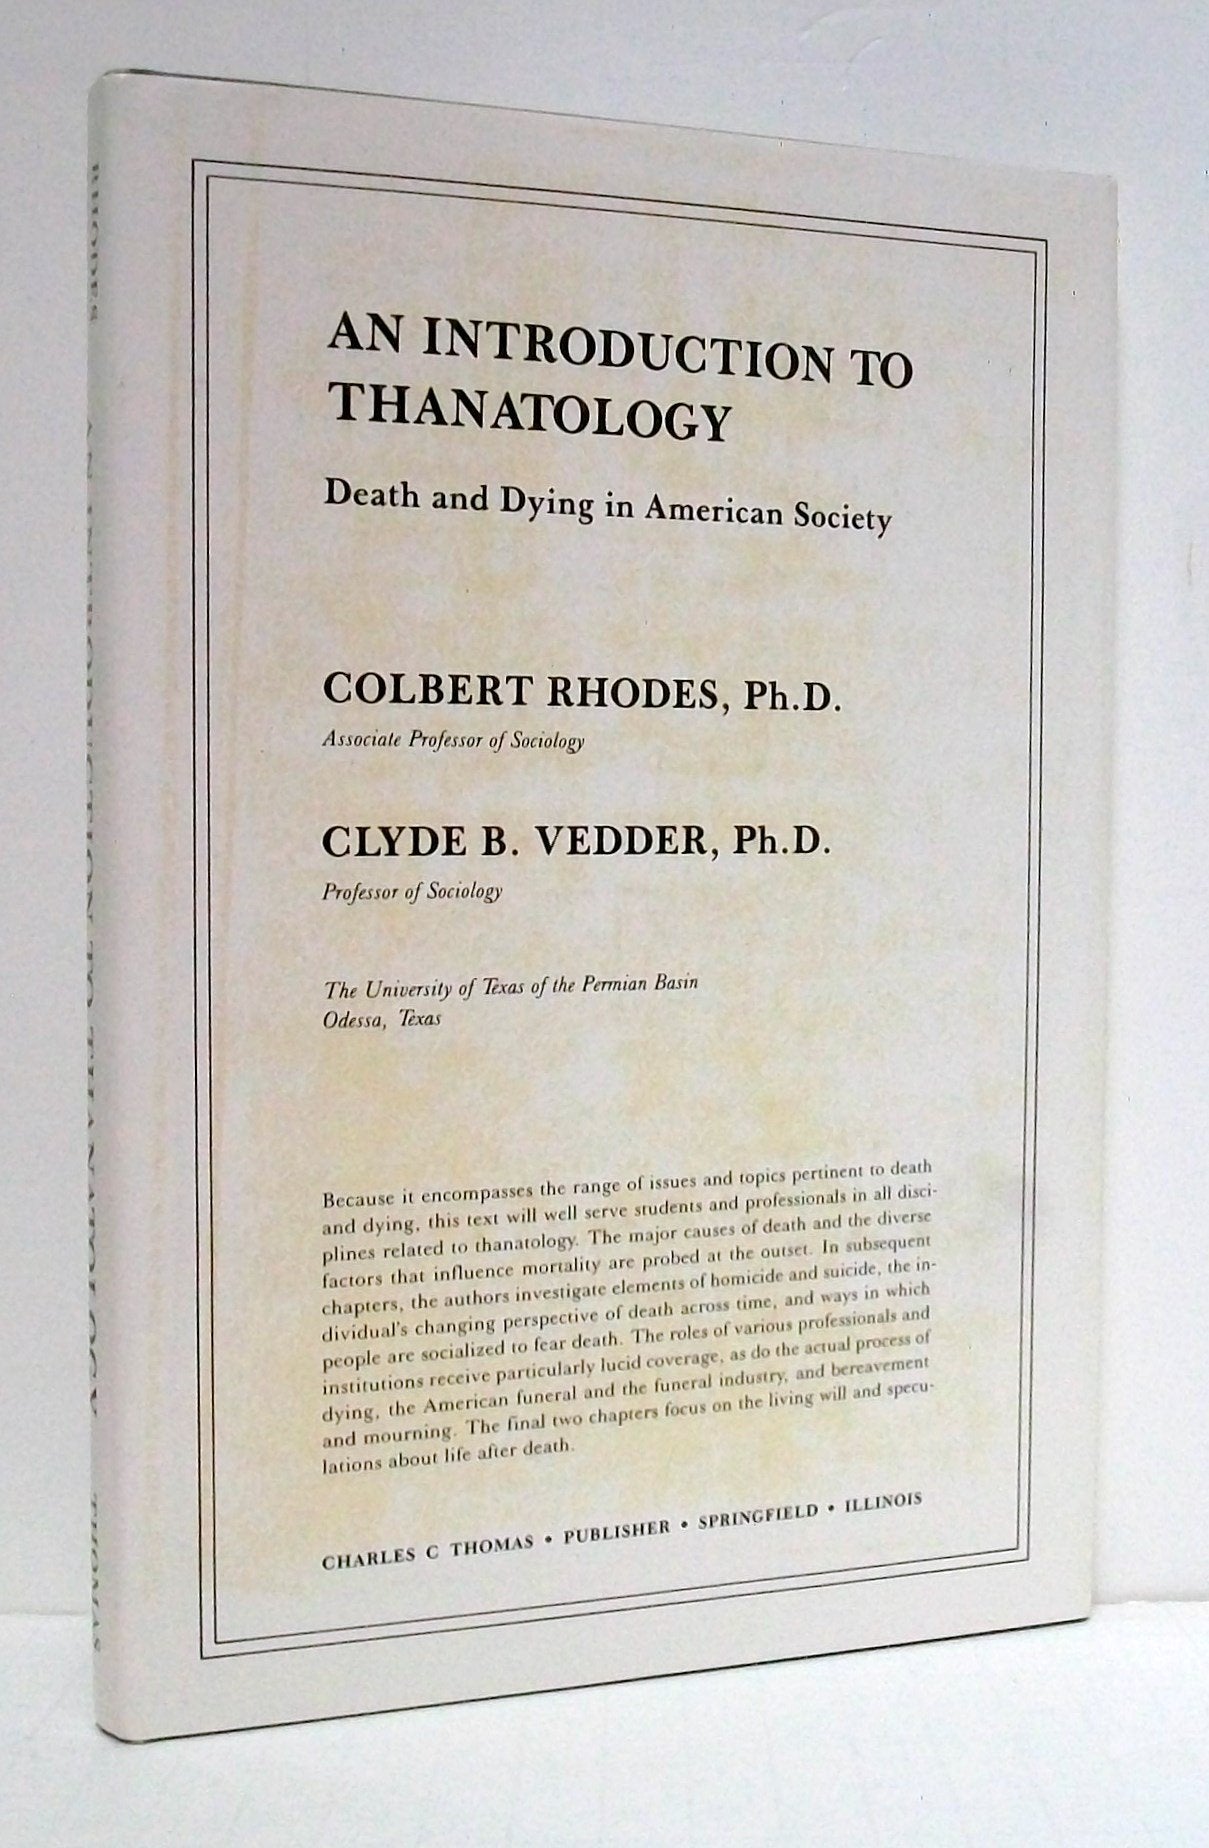 RHODES AN INTRODUCTION TO THANATOLOGY THOMAS
AN INTRODUCTION TO
THANATOLOGY
Death and Dying in American Society
COLBERT RHODES, Ph.D.
Associate Professor of Sociology
CLYDE B. VEDDER, Ph.D.
Professor of Sociology
The University of Texas of the Permian Basin
Odessa, Texas
Because it encompasses the range of issues and topics pertinent to death
and dying, this text will well serve students and professionals in all disci-
plines related to thanatology. The major causes of death and the diverse
factors that influence mortality are probed at the outset. In subsequent
chapters, the authors investigate elements of homicide and suicide, the in-
dividual's changing perspective of death across time, and ways in which
people are socialized to fear death. The roles of various professionals and
institutions receive particularly lucid coverage, as do the actual process of
dying, the American funeral and the funeral industry, and bereavement
and mourning. The final two chapters focus on the living will and specu-
lations about life after death.
CHARLES C THOMAS • PUBLISHER • SPRINGFIELD • ILLINOIS